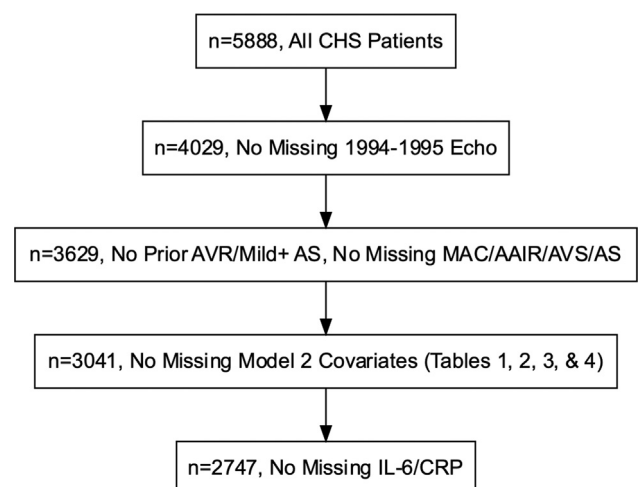 n=5888, All CHS Patients
n=4029, No Missing 1994-1995 Echo
n=3629, No Prior AVR/Mild+ AS, No Missing MAC/AAIR/AVS/AS
n=3041, No Missing Model 2 Covariates (Tables 1, 2, 3, & 4)
n=2747, No Missing IL-6/CRP